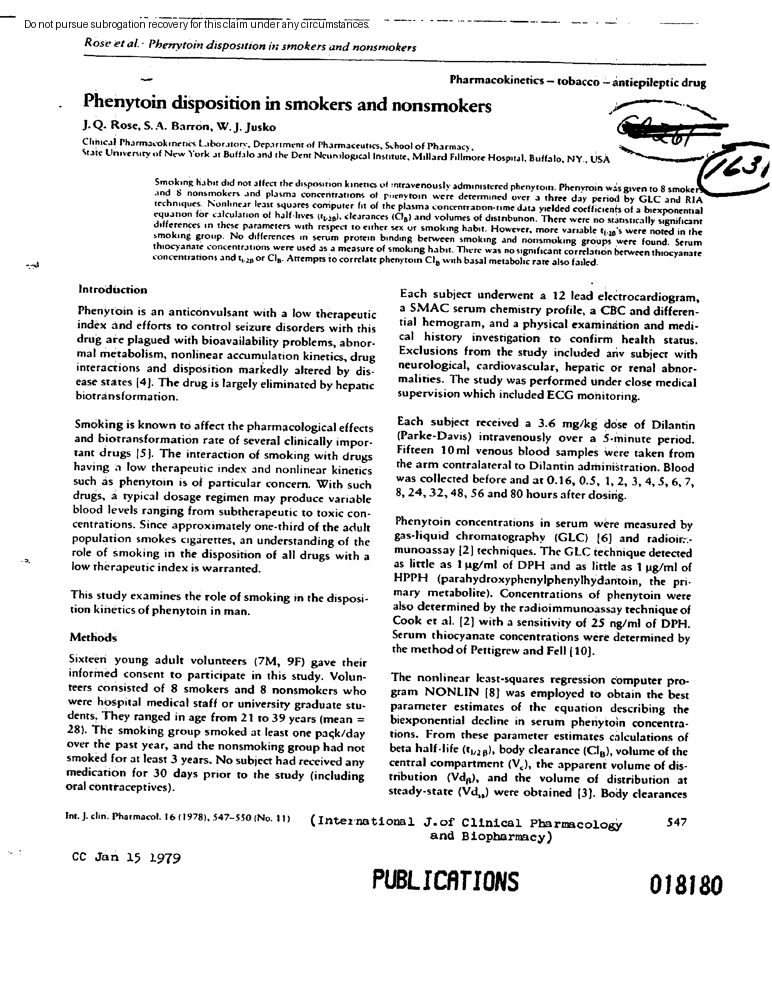 Do not pursue subrogation recovery for this claim under any circumstances.
Rose et al. · Phenytoin disposition in smokers and nonsmokers
Pharmacokinetics – tobacco – antiepileptic drug
Phenytoin disposition in smokers and nonsmokers
J. Q. Rose, S. A. Barron, W. J. Jusko
Clinical Pharmacokinetics Laboratory, Department of Pharmaceutics, School of Pharmacy,
State University of New York at Buffalo and the Dent Neurological Institute, Millard Fillmore Hospital, Buffalo, NY., USA
1631
Smoking habit did not affect the disposition kinetics of intravenously administered phenytoin. Phenytoin was given to 8 smokers
and 8 nonsmokers and plasma concentrations of phenytoin were determined over a three day period by GLC and RIA
techniques. Nonlinear least squares computer fit of the plasma concentration-time data yielded coefficients of a biexponential
equation for calculation of half-lives (t₁/₂β), clearances (Cl_B) and volumes of distribution. There were no statistically significant
differences in these parameters with respect to either sex or smoking habit. However, more variable t₁/₂β's were noted in the
smoking group. No differences in serum protein binding between smoking and nonsmoking groups were found. Serum
thiocyanate concentrations were used as a measure of smoking habit. There was no significant correlation between thiocyanate
concentrations and t₁/₂β or Cl_B. Attempts to correlate phenytoin Cl_B with basal metabolic rate also failed.
Introduction
Phenytoin is an anticonvulsant with a low therapeutic
index and efforts to control seizure disorders with this
drug are plagued with bioavailability problems, abnor-
mal metabolism, nonlinear accumulation kinetics, drug
interactions and disposition markedly altered by dis-
ease states [4]. The drug is largely eliminated by hepatic
biotransformation.
Smoking is known to affect the pharmacological effects
and biotransformation rate of several clinically impor-
tant drugs [5]. The interaction of smoking with drugs
having a low therapeutic index and nonlinear kinetics
such as phenytoin is of particular concern. With such
drugs, a typical dosage regimen may produce variable
blood levels ranging from subtherapeutic to toxic con-
centrations. Since approximately one-third of the adult
population smokes cigarettes, an understanding of the
role of smoking in the disposition of all drugs with a
low therapeutic index is warranted.
This study examines the role of smoking in the disposi-
tion kinetics of phenytoin in man.
Methods
Sixteen young adult volunteers (7M, 9F) gave their
informed consent to participate in this study. Volun-
teers consisted of 8 smokers and 8 nonsmokers who
were hospital medical staff or university graduate stu-
dents. They ranged in age from 21 to 39 years (mean =
28). The smoking group smoked at least one pack/day
over the past year, and the nonsmoking group had not
smoked for at least 3 years. No subject had received any
medication for 30 days prior to the study (including
oral contraceptives).
Each subject underwent a 12 lead electrocardiogram,
a SMAC serum chemistry profile, a CBC and differen-
tial hemogram, and a physical examination and medi-
cal history investigation to confirm health status.
Exclusions from the study included any subject with
neurological, cardiovascular, hepatic or renal abnor-
malities. The study was performed under close medical
supervision which included ECG monitoring.
Each subject received a 3.6 mg/kg dose of Dilantin
(Parke-Davis) intravenously over a 5-minute period.
Fifteen 10 ml venous blood samples were taken from
the arm contralateral to Dilantin administration. Blood
was collected before and at 0.16, 0.5, 1, 2, 3, 4, 5, 6, 7,
8, 24, 32, 48, 56 and 80 hours after dosing.
Phenytoin concentrations in serum were measured by
gas-liquid chromatography (GLC) [6] and radioim-
munoassay [2] techniques. The GLC technique detected
as little as 1 µg/ml of DPH and as little as 1 µg/ml of
HPPH (parahydroxyphenylphenylhydantoin, the pri-
mary metabolite). Concentrations of phenytoin were
also determined by the radioimmunoassay technique of
Cook et al. [2] with a sensitivity of 25 ng/ml of DPH.
Serum thiocyanate concentrations were determined by
the method of Pettigrew and Fell [10].
The nonlinear least-squares regression computer pro-
gram NONLIN [8] was employed to obtain the best
parameter estimates of the equation describing the
biexponential decline in serum phenytoin concentra-
tions. From these parameter estimates calculations of
beta half-life (t₁/₂β), body clearance (Cl_B), volume of the
central compartment (V_c), the apparent volume of dis-
tribution (Vd_β), and the volume of distribution at
steady-state (Vd_ss) were obtained [3]. Body clearances
Int. J. clin. Pharmacol. 16 (1978), 547–550 (No. 11)
(International J.of Clinical Pharmacology
and Biopharmacy)
547
CC Jan 15 1979
PUBLICATIONS
018180